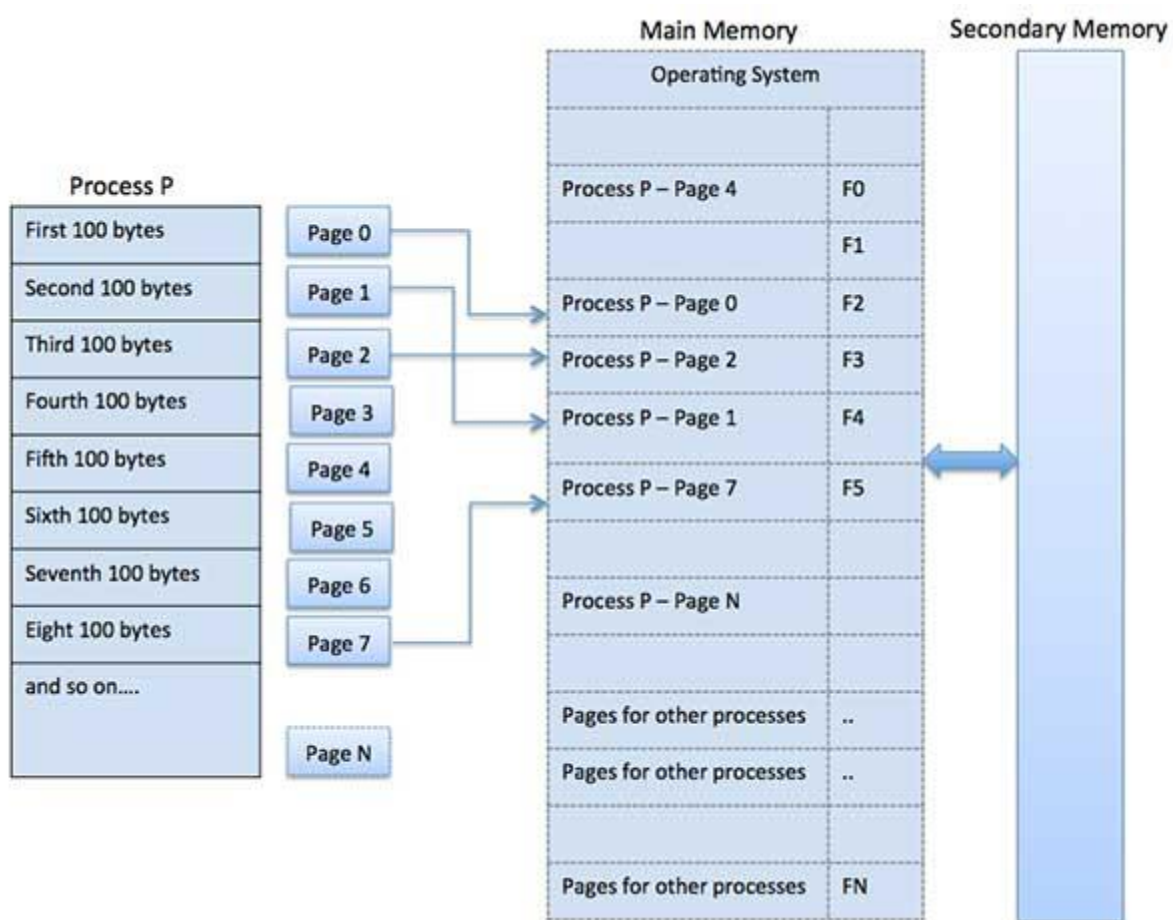 Main Memory
Secondary Memory
Operating System
Process P
Process P – Page 4 F0
First 100 bytes
Page 0
F1
Second 100 bytes
Page 1
Process P – Page 0 F2
Third 100 bytes
Page 2
Process P – Page 2 F3
Fourth 100 bytes
Page 3
Process P – Page 1 F4
Fifth 100 bytes
Page 4
Process P – Page 7 F5
Sixth 100 bytes
Page 5
Seventh 100 bytes
Page 6
Process P – Page N
Eight 100 bytes
Page 7
and so on....
Pages for other processes ..
Page N
Pages for other processes ..
Pages for other processes FN